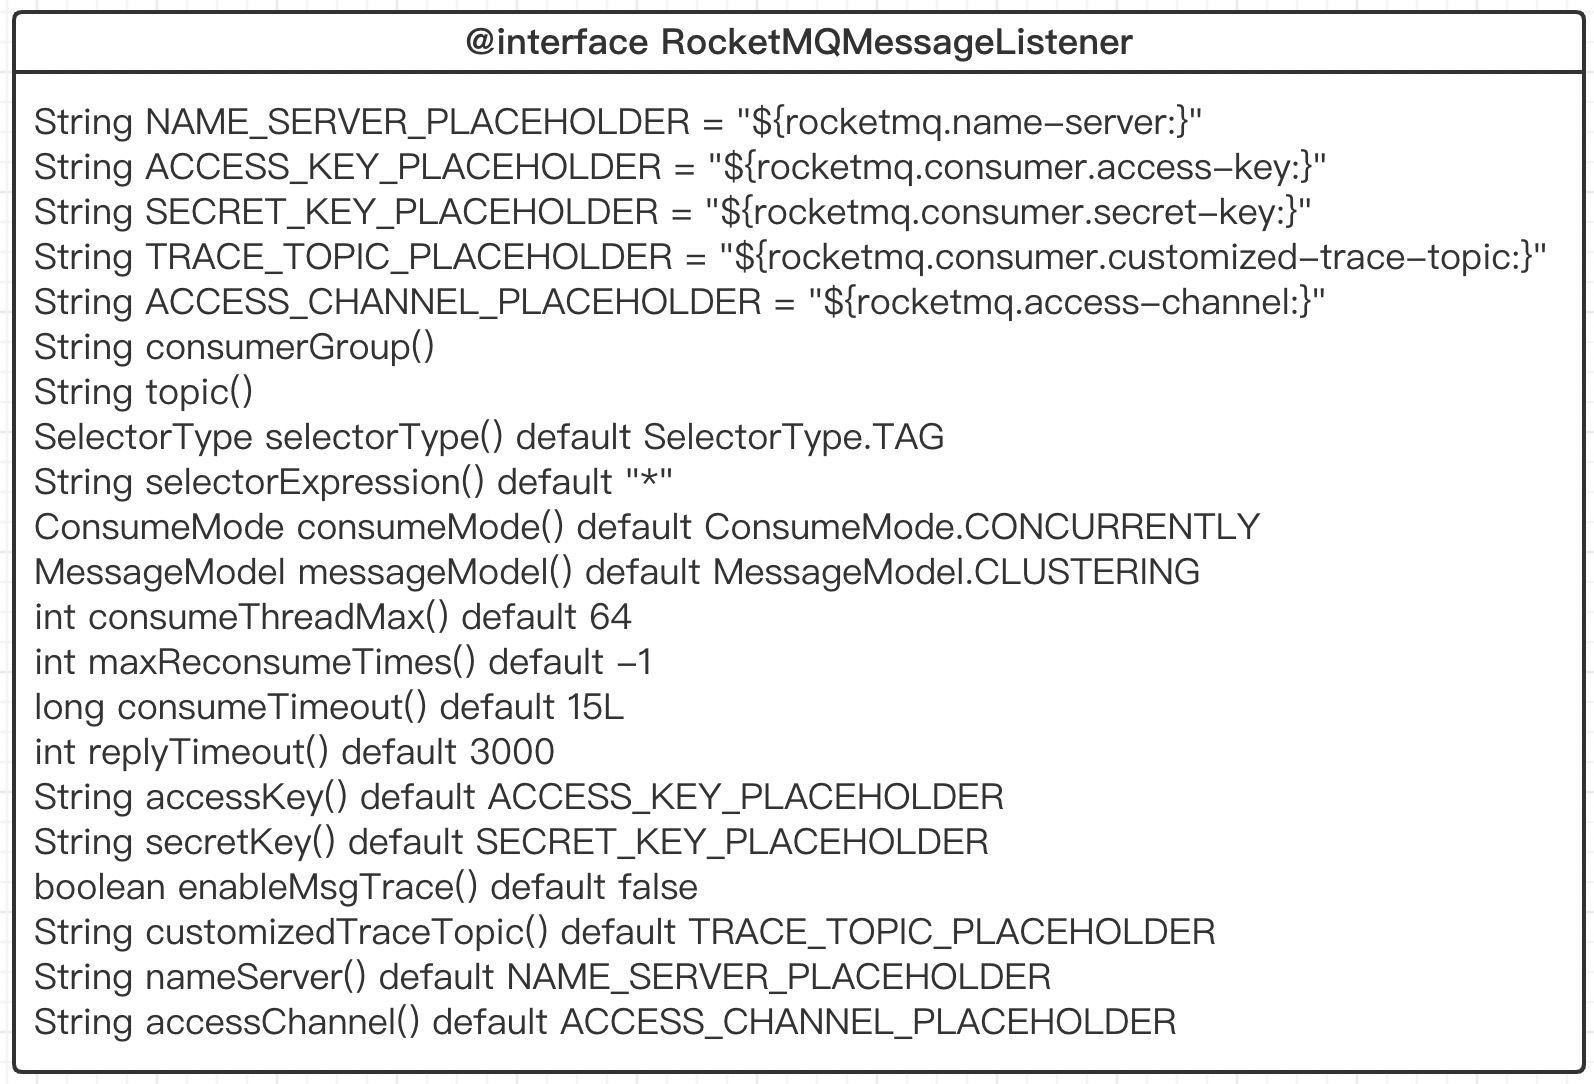 @interface RocketMQMessageListener
String NAME_SERVER_PLACEHOLDER = "${rocketmq.name-server:}"
String ACCESS_KEY_PLACEHOLDER = "${rocketmq.consumer.access-key:}"
String SECRET_KEY_PLACEHOLDER = "${rocketmq.consumer.secret-key:}"
String TRACE_TOPIC_PLACEHOLDER = "${rocketmq.consumer.customized-trace-topic:}"
String ACCESS_CHANNEL_PLACEHOLDER = "${rocketmq.access-channel:}"
String consumerGroup()
String topic()
SelectorType selectorType() default SelectorType.TAG
String selectorExpression() default "*"
ConsumeMode consumeMode() default ConsumeMode.CONCURRENTLY
MessageModel messageModel() default MessageModel.CLUSTERING
int consumeThreadMax() default 64
int maxReconsumeTimes() default -1
long consumeTimeout() default 15L
int replyTimeout() default 3000
String accessKey() default ACCESS_KEY_PLACEHOLDER
String secretKey() default SECRET_KEY_PLACEHOLDER
boolean enableMsgTrace() default false
String customizedTraceTopic() default TRACE_TOPIC_PLACEHOLDER
String nameServer() default NAME_SERVER_PLACEHOLDER
String accessChannel() default ACCESS_CHANNEL_PLACEHOLDER